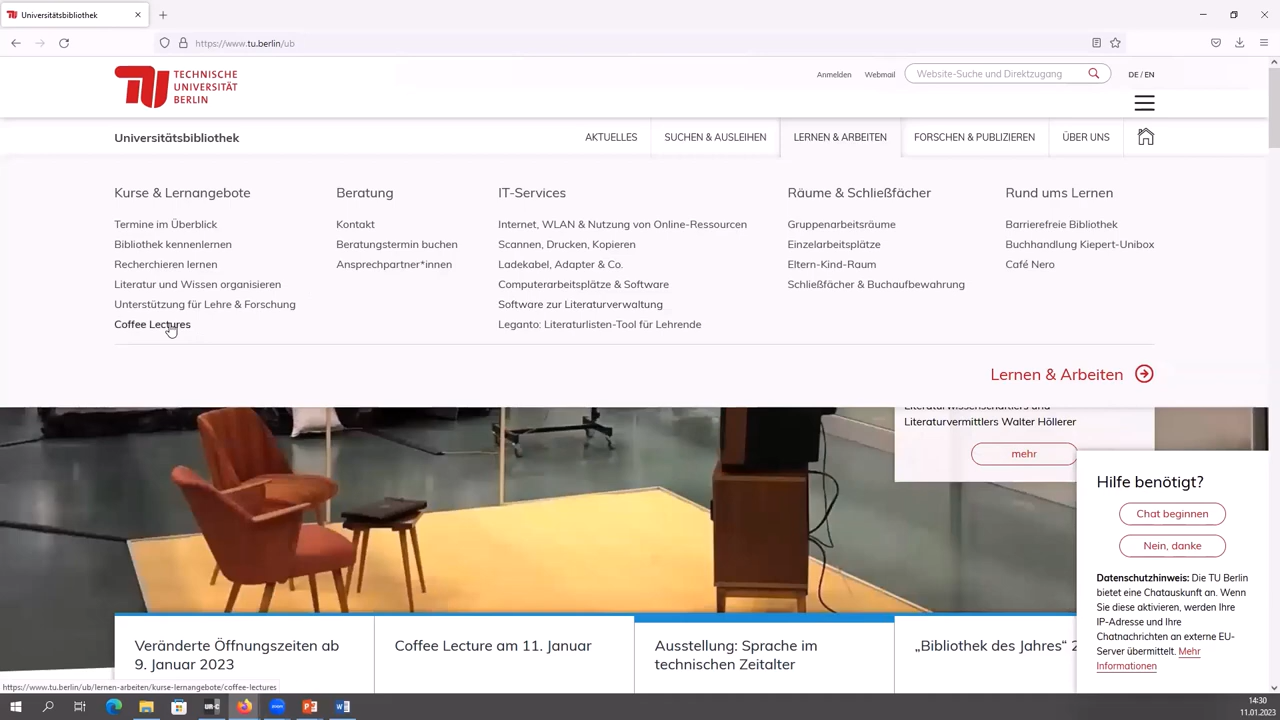 Universitätsbibliothek
https://www.tu.berlin/ub
TECHNISCHE
UNIVERSITÄT
BERLIN
Anmelden Webmail Website-Suche und Direktzugang DE / EN
Universitätsbibliothek
AKTUELLES SUCHEN & AUSLEIHEN LERNEN & ARBEITEN FORSCHEN & PUBLIZIEREN ÜBER UNS
Kurse & Lernangebote
Termine im Überblick
Bibliothek kennenlernen
Recherchieren lernen
Literatur und Wissen organisieren
Unterstützung für Lehre & Forschung
Coffee Lectures
Beratung
Kontakt
Beratungstermin buchen
Ansprechpartner*innen
IT-Services
Internet, WLAN & Nutzung von Online-Ressourcen
Scannen, Drucken, Kopieren
Ladekabel, Adapter & Co.
Computerarbeitsplätze & Software
Software zur Literaturverwaltung
Leganto: Literaturlisten-Tool für Lehrende
Räume & Schließfächer
Gruppenarbeitsräume
Einzelarbeitsplätze
Eltern-Kind-Raum
Schließfächer & Buchaufbewahrung
Rund ums Lernen
Barrierefreie Bibliothek
Buchhandlung Kiepert-Unibox
Café Nero
Lernen & Arbeiten
Literaturwissenschaftlers und
Literaturvermittlers Walter Höllerer
mehr
Hilfe benötigt?
Chat beginnen
Nein, danke
Datenschutzhinweis: Die TU Berlin
bietet eine Chatauskunft an. Wenn
Sie diese aktivieren, werden Ihre
IP-Adresse und Ihre
Chatnachrichten an externe EU-
Server übermittelt. Mehr
Informationen
Veränderte Öffnungszeiten ab
9. Januar 2023
Coffee Lecture am 11. Januar
Ausstellung: Sprache im
technischen Zeitalter
„Bibliothek des Jahres“ 2
https://www.tu.berlin/ub/lernen-arbeiten/kurse-lernangebote/coffee-lectures
14:30
11.01.2023